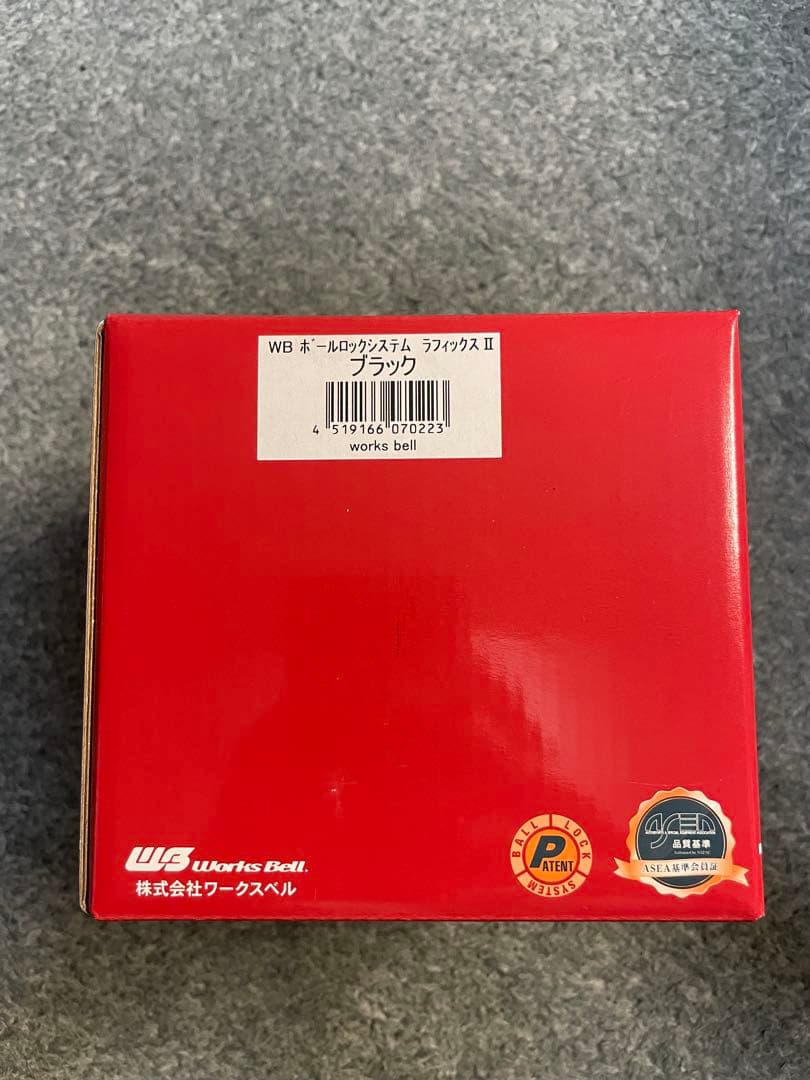 WB ﾎﾞｰﾙロックシステム　ラフィックスⅡ
ブラック
4 519166 070223
works bell
WB Works Bell.
株式会社ワークスベル
BALL LOCK SYSTEM
PATENT
ASEA
品質基準
ASEA基準会員証